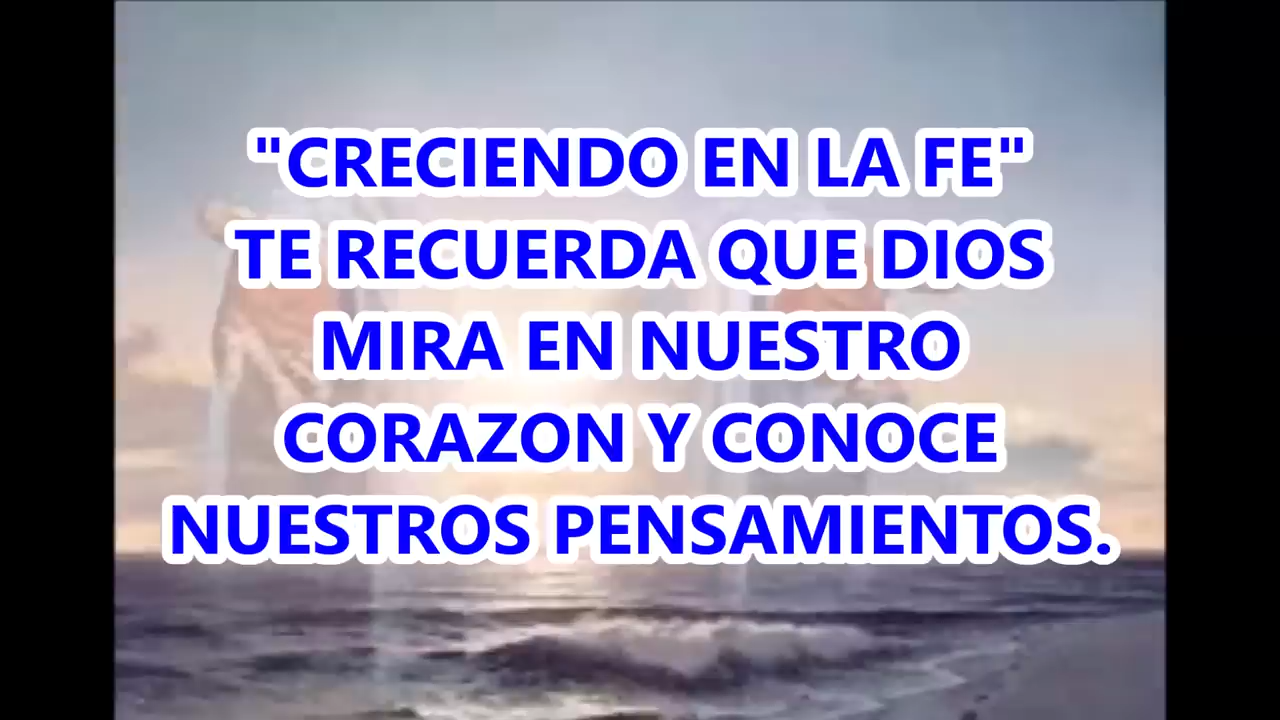 "CRECIENDO EN LA FE"
TE RECUERDA QUE DIOS
MIRA EN NUESTRO
CORAZON Y CONOCE
NUESTROS PENSAMIENTOS.